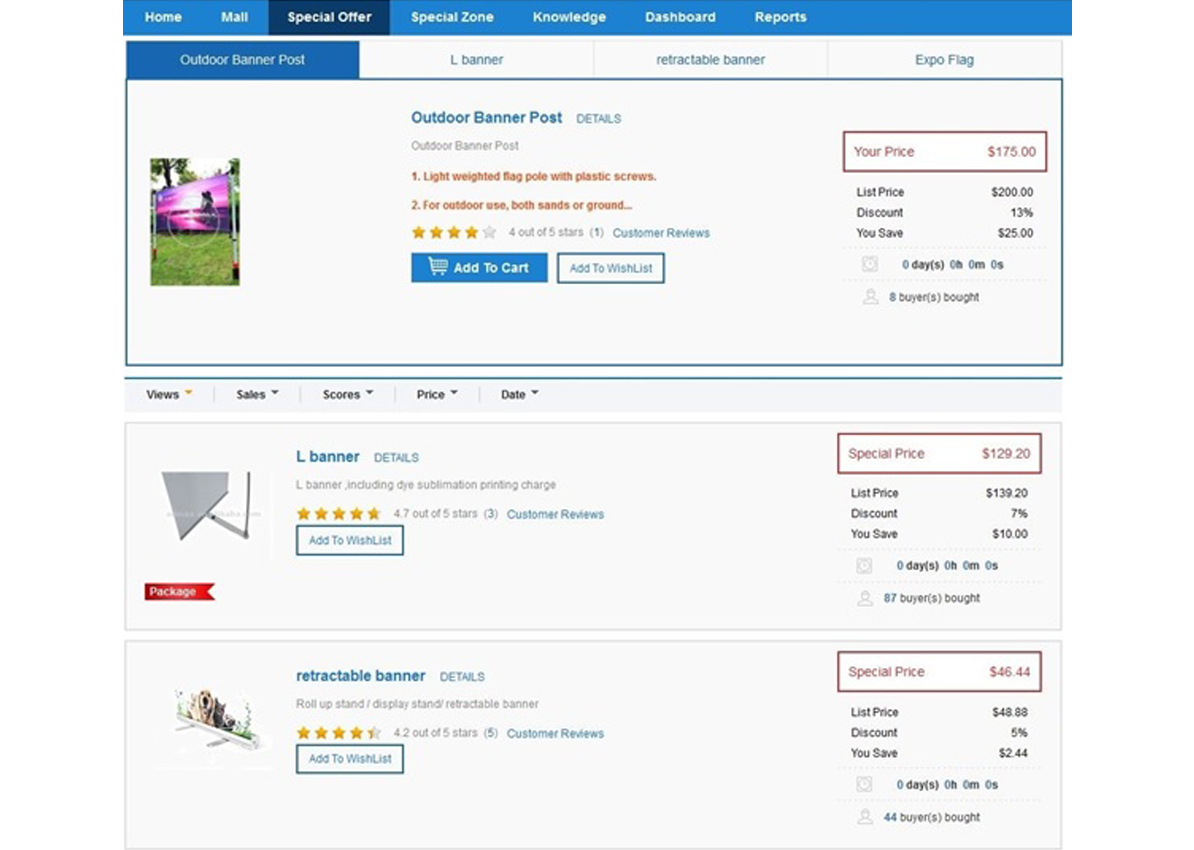 Home Mall Special Offer Special Zone Knowledge Dashboard Reports
Outdoor Banner Post L banner retractable banner Expo Flag
Outdoor Banner Post DETAILS
Outdoor Banner Post
1. Light weighted flag pole with plastic screws.
2. For outdoor use, both sands or ground...
4 out of 5 stars (1) Customer Reviews
Add To Cart Add To WishList
Your Price $175.00
List Price $200.00
Discount 13%
You Save $25.00
0 day(s) 0h 0m 0s
8 buyer(s) bought
Views Sales Scores Price Date
L banner DETAILS
L banner ,including dye sublimation printing charge
4.7 out of 5 stars (3) Customer Reviews
Add To WishList
Package
Special Price $129.20
List Price $139.20
Discount 7%
You Save $10.00
0 day(s) 0h 0m 0s
87 buyer(s) bought
retractable banner DETAILS
Roll up stand / display stand/ retractable banner
4.2 out of 5 stars (5) Customer Reviews
Add To WishList
Special Price $46.44
List Price $48.88
Discount 5%
You Save $2.44
0 day(s) 0h 0m 0s
44 buyer(s) bought